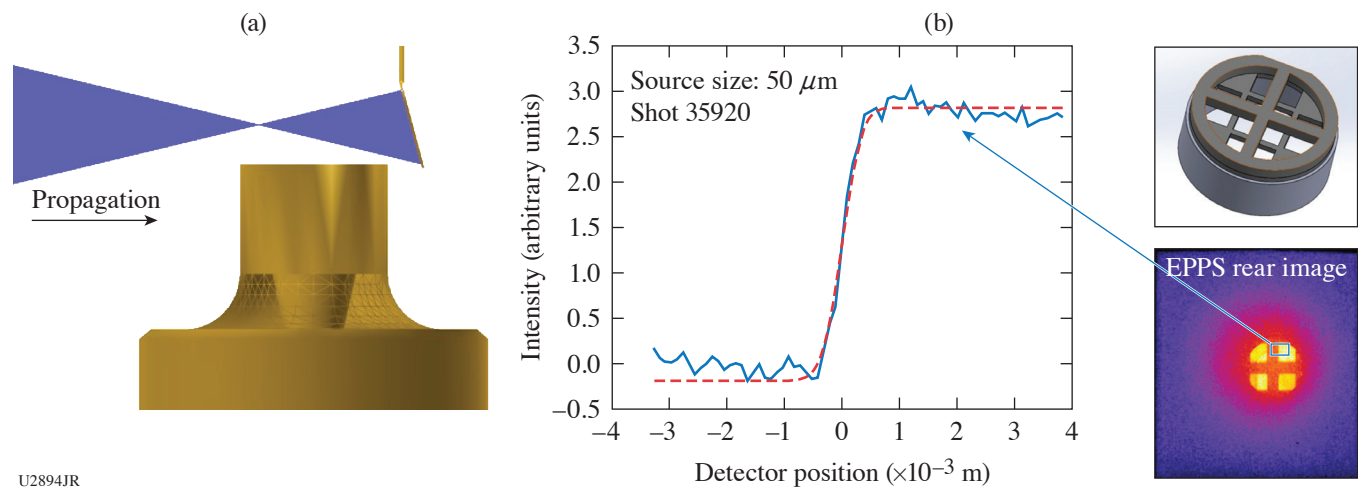 (a)
Propagation
(b)
3.5
3.0
2.5
2.0
1.5
1.0
0.5
0.0
−0.5
Intensity (arbitrary units)
Source size: 50 μm
Shot 35920
−4 −3 −2 −1 0 1 2 3 4
Detector position (×10⁻³ m)
EPPS rear image
U2894JR